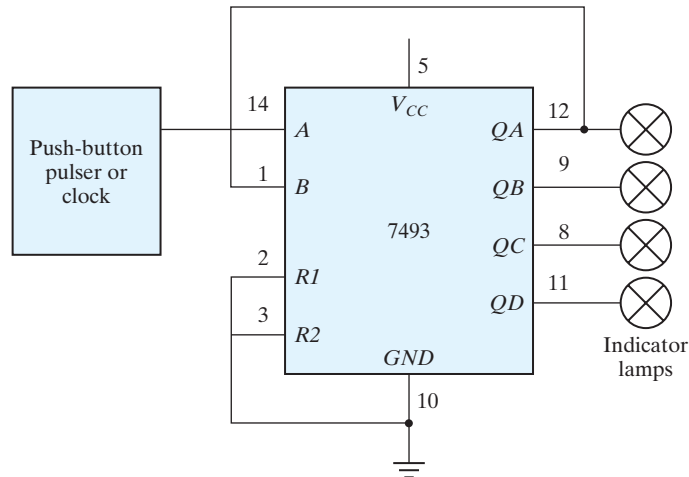 5
14
V_CC
12
A
QA
Push-button
pulser or
clock
9
1
B
QB
7493
8
2
QC
R1
11
3
QD
R2
Indicator
lamps
GND
10